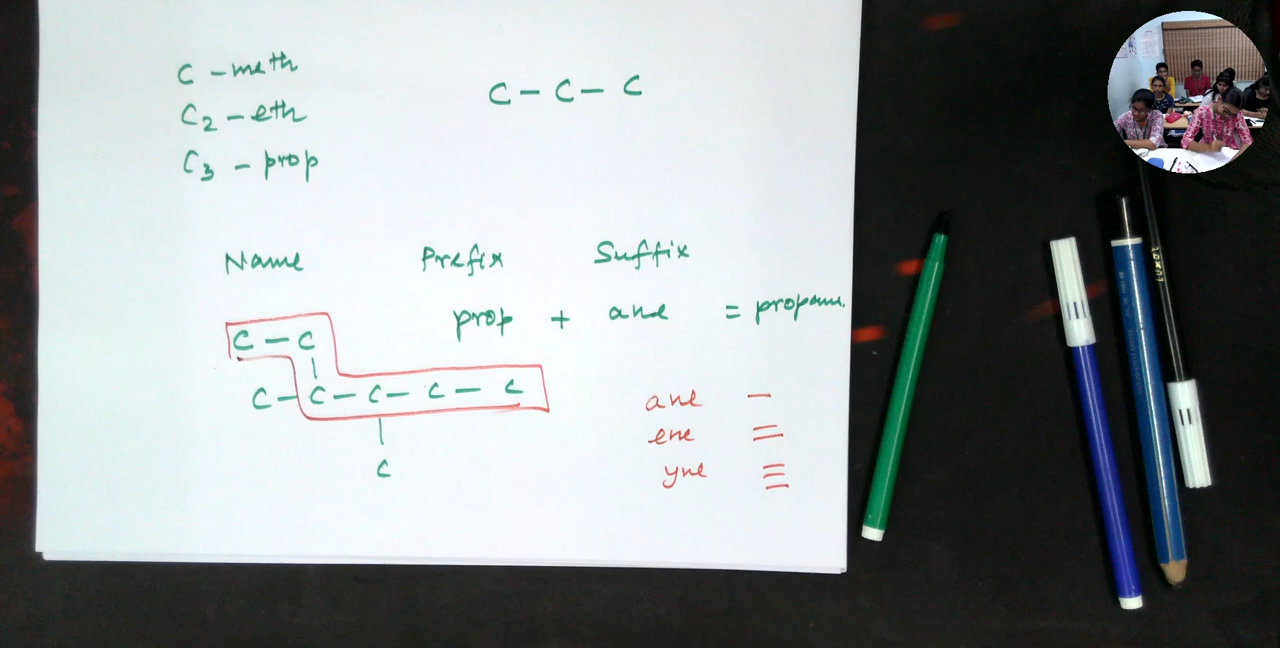 C - meth
C - C - C
C2 - eth
C3 - prop
Name Prefix Suffix
prop + ane = propane.
C - C
C - C - C - C - C
C
ane —
ene =
yne ≡